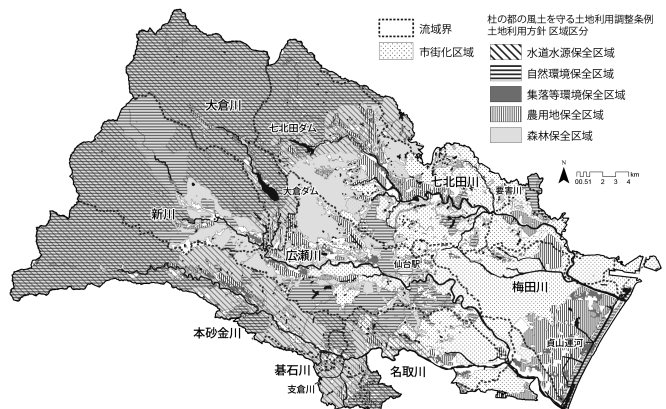 流域界
市街化区域
杜の都の風土を守る土地利用調整条例
土地利用方針 区域区分
水道水源保全区域
自然環境保全区域
集落等環境保全区域
農用地保全区域
森林保全区域
N
00.51 2 3 4 km
大倉川
七北田ダム
七北田川
要害川
大倉ダム
新川
広瀬川
仙台駅
梅田川
貞山運河
本砂金川
碁石川
名取川
支倉川